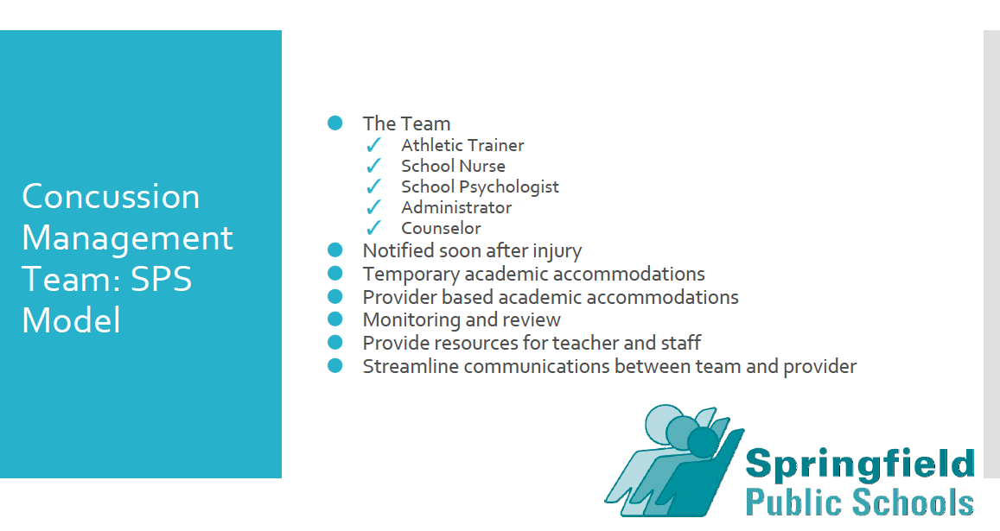 Concussion
Management
Team: SPS
Model
The Team
Athletic Trainer
School Nurse
School Psychologist
Administrator
Counselor
Notified soon after injury
Temporary academic accommodations
Provider based academic accommodations
Monitoring and review
Provide resources for teacher and staff
Streamline communications between team and provider
Springfield
Public Schools